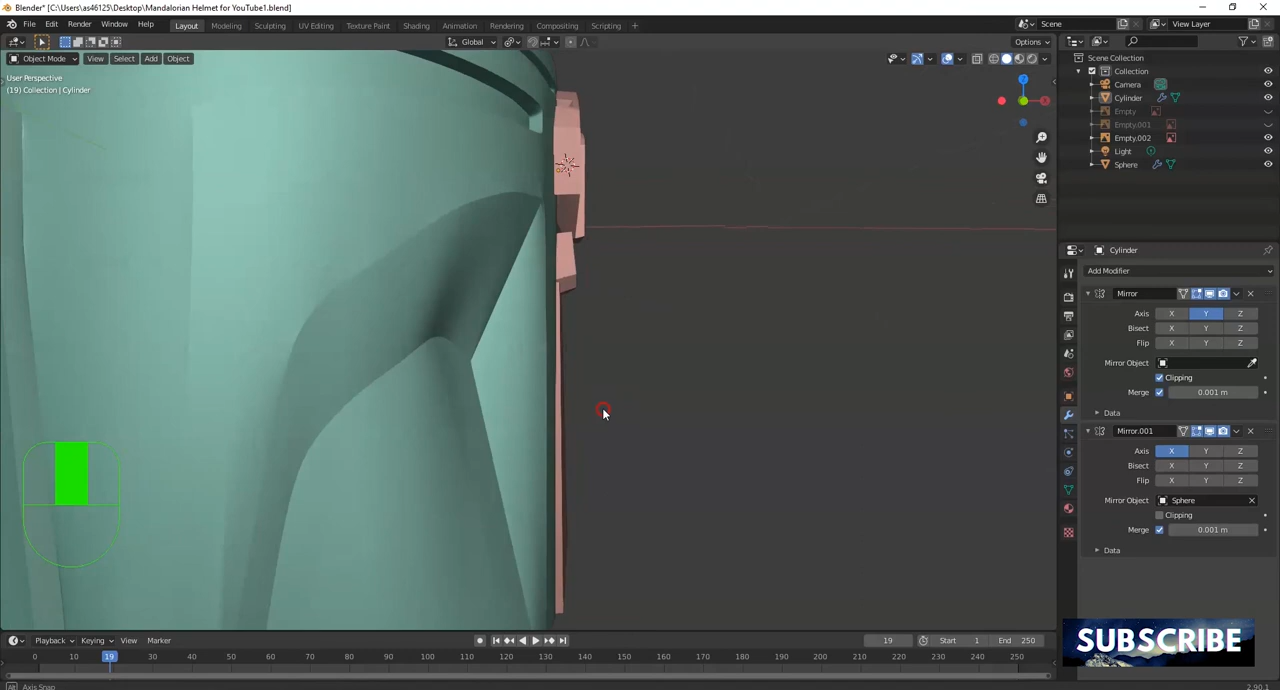 Blender* [C:\Users\as46125\Desktop\Mandalorian Helmet for YouTube1.blend]
File Edit Render Window Help Layout Modeling Sculpting UV Editing Texture Paint Shading Animation Rendering Compositing Scripting + Scene View Layer
Global Options
Object Mode View Select Add Object
User Perspective
(19) Collection | Cylinder
Scene Collection
Collection
Camera
Cylinder
Empty
Empty.001
Empty.002
Light
Sphere
Z
X
Cylinder
Add Modifier
Mirror
Axis X Y Z
Bisect X Y Z
Flip X Y Z
Mirror Object
Clipping
Merge 0.001 m
Data
Mirror.001
Axis X Y Z
Bisect X Y Z
Flip X Y Z
Mirror Object Sphere
Clipping
Merge 0.001 m
Data
SUBSCRIBE
Playback Keying View Marker 19 Start 1 End 250
0 10 19 30 40 50 60 70 80 90 100 110 120 130 140 150 160 170 180 190 200 210 220 230 240 250
Alt Axis Snap 2.90.1